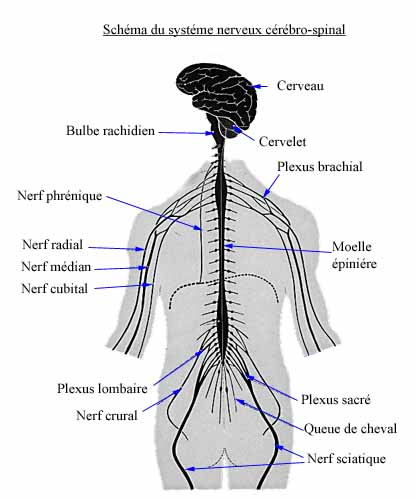 Schéma du systéme nerveux cérébro-spinal
Cerveau
Bulbe rachidien
Cervelet
Plexus brachial
Nerf phrénique
Nerf radial
Moelle
épiniére
Nerf médian
Nerf cubital
Plexus lombaire
Plexus sacré
Nerf crural
Queue de cheval
Nerf sciatique